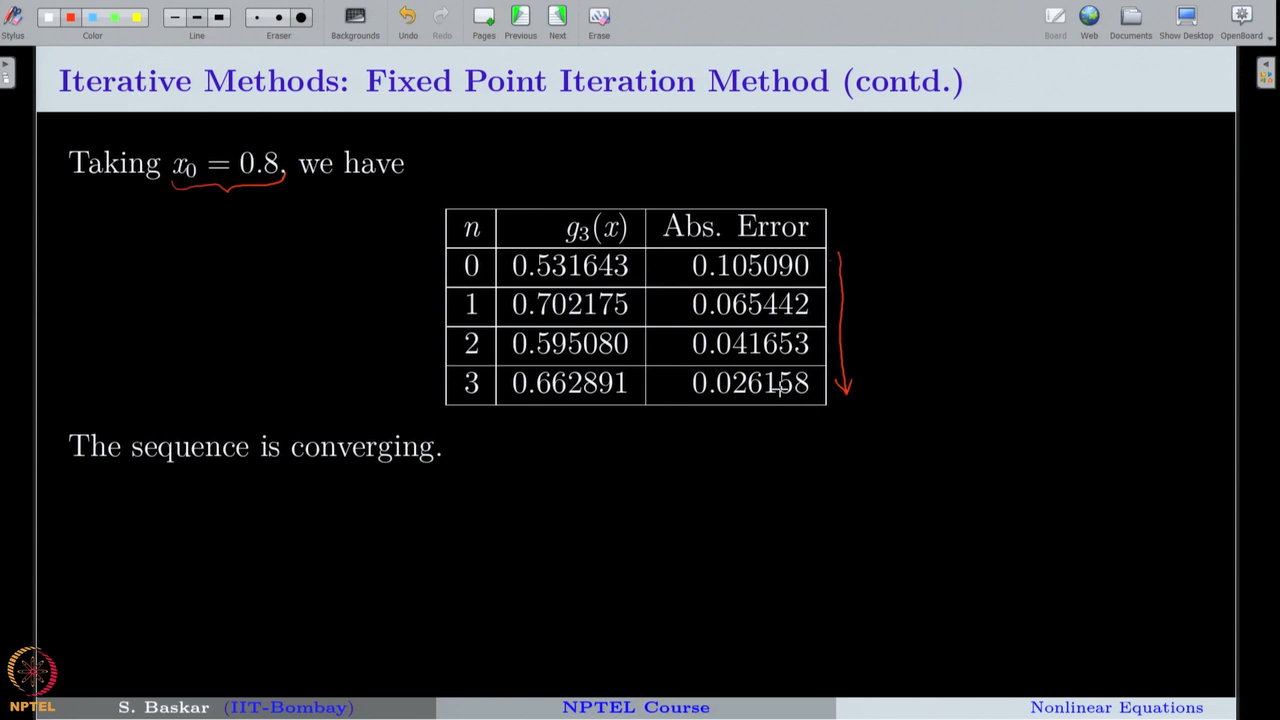 Stylus
Color
Line
Eraser
Backgrounds
Undo
Redo
Pages
Previous
Next
Erase
Board
Web
Documents
Show Desktop
OpenBoard
Iterative Methods: Fixed Point Iteration Method (contd.)
Taking x₀ = 0.8, we have
n g₃(x) Abs. Error
0 0.531643 0.105090
1 0.702175 0.065442
2 0.595080 0.041653
3 0.662891 0.026158
The sequence is converging.
NPTEL
S. Baskar (IIT-Bombay) NPTEL Course Nonlinear Equations